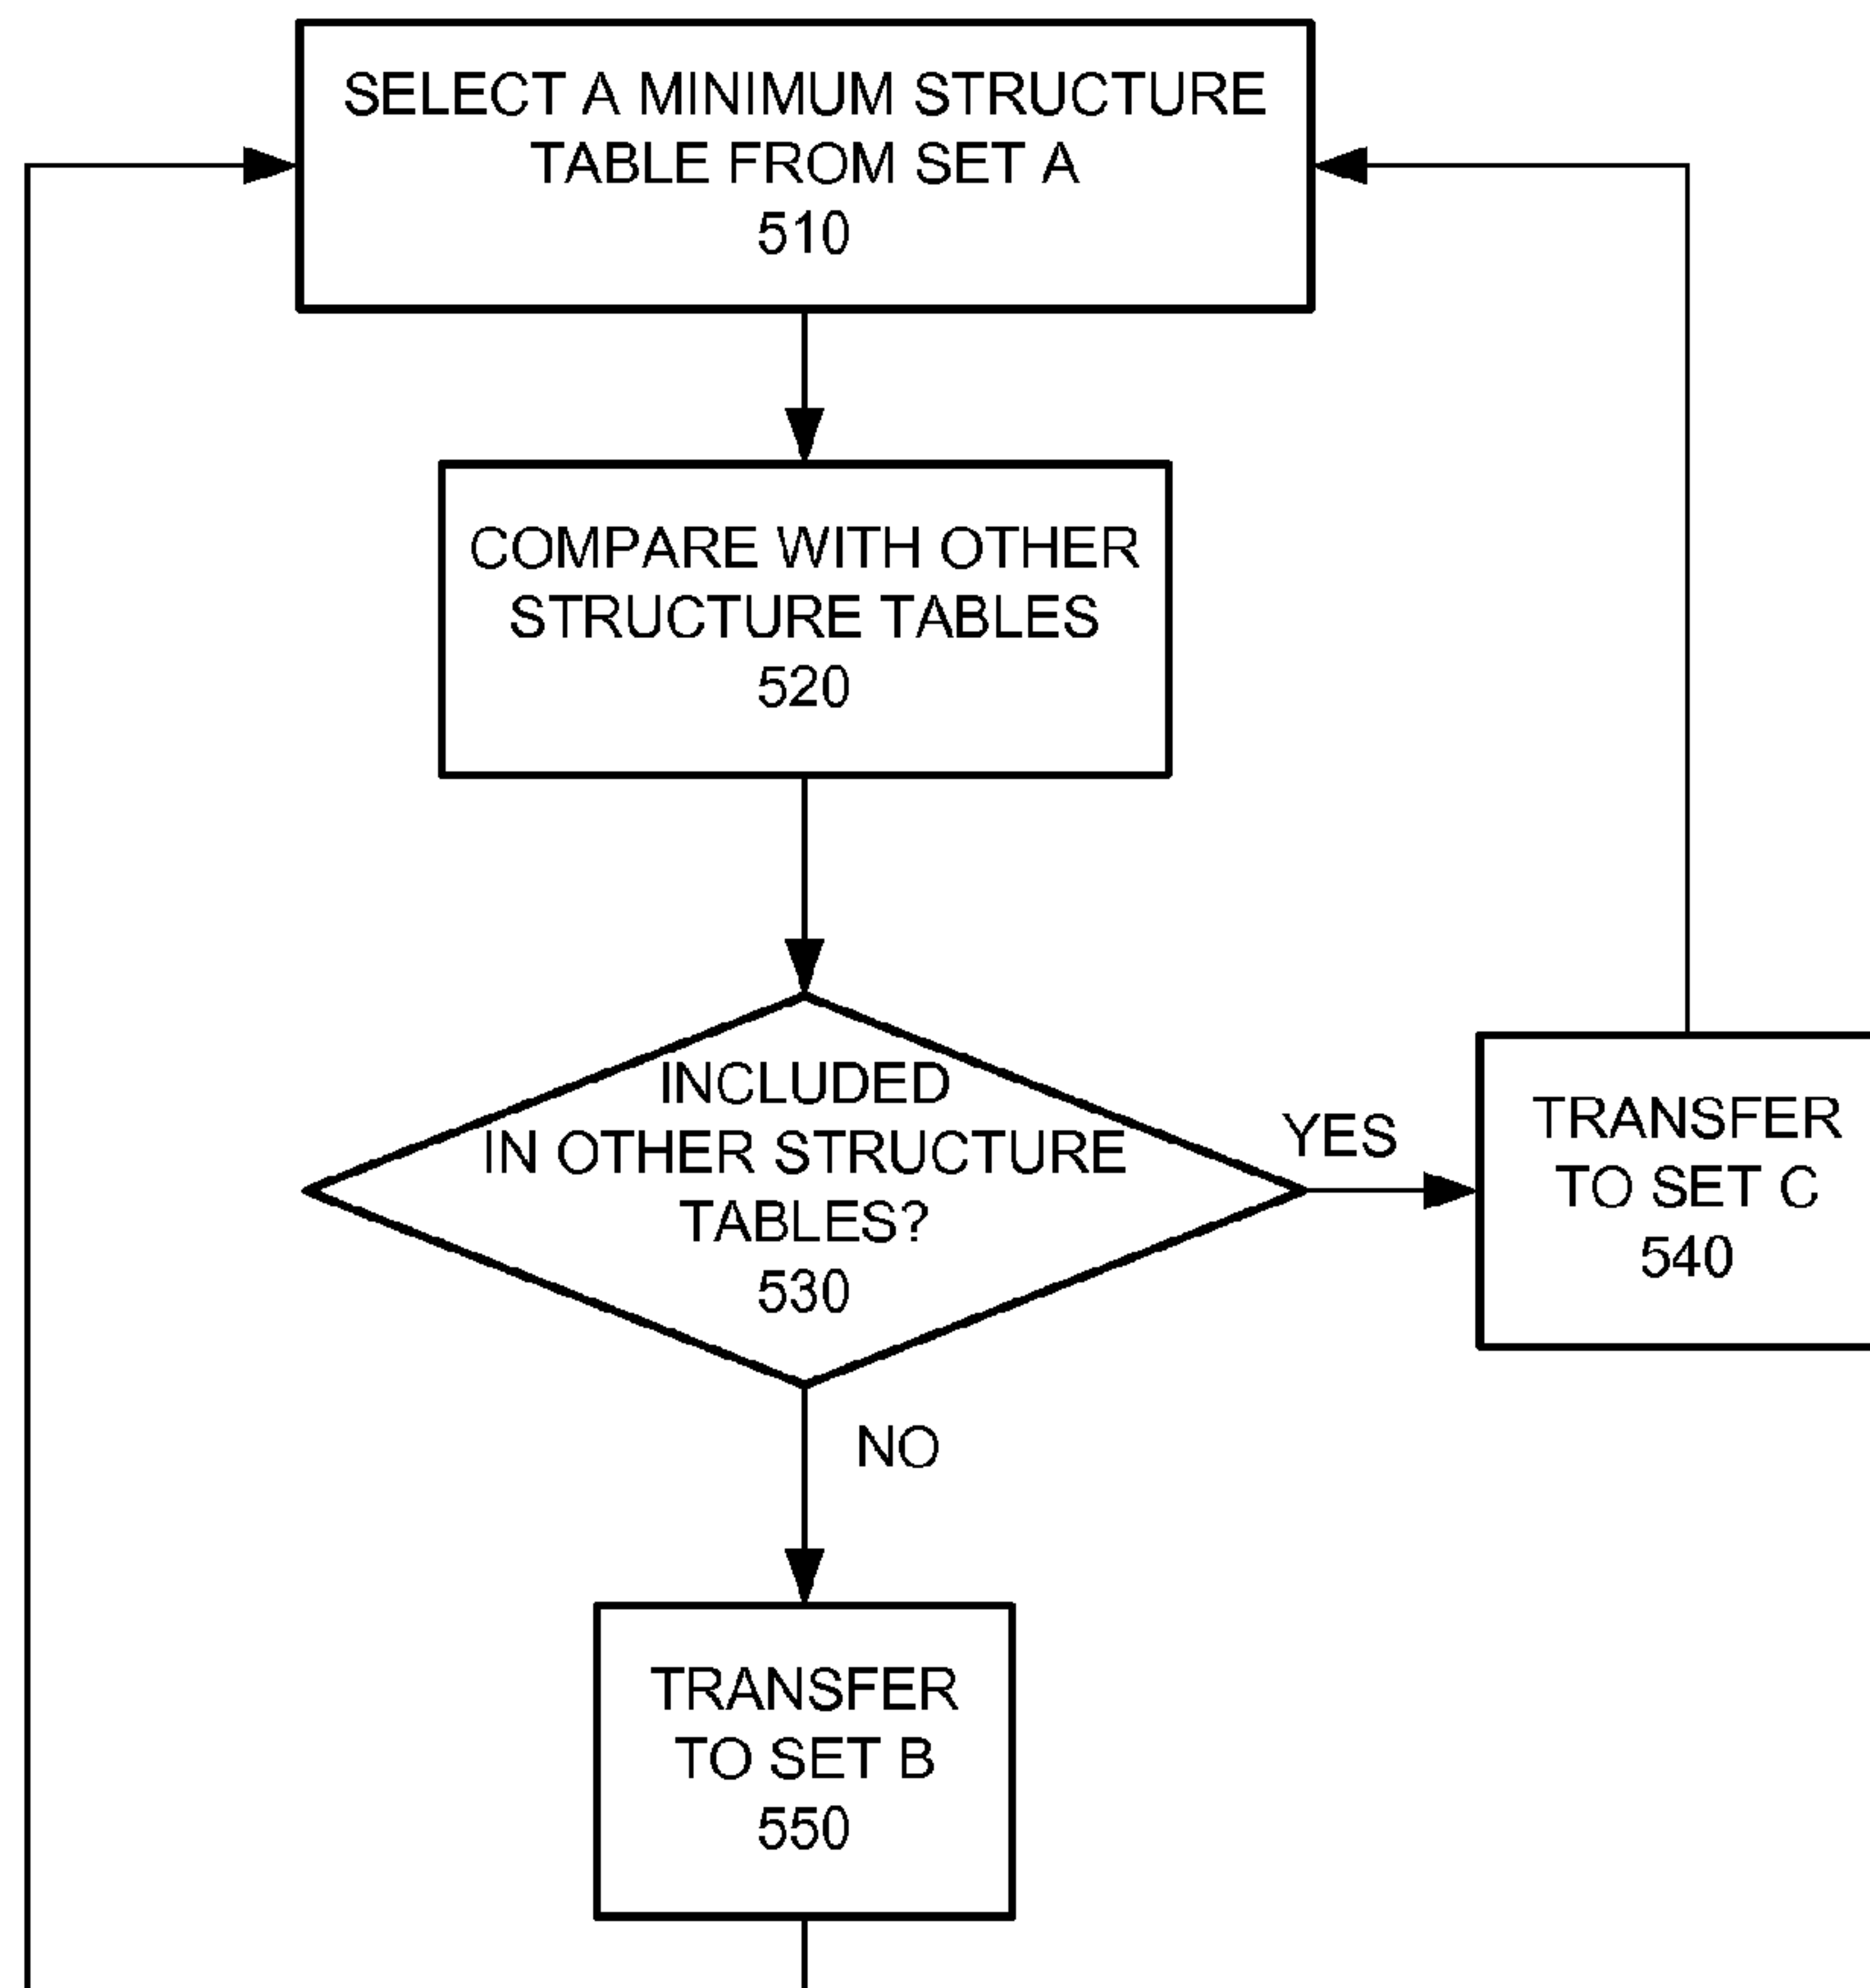 SELECT A MINIMUM STRUCTURE
TABLE FROM SET A
510
COMPARE WITH OTHER
STRUCTURE TABLES
520
INCLUDED
IN OTHER STRUCTURE
TABLES?
530
YES
TRANSFER
TO SET C
540
NO
TRANSFER
TO SET B
550